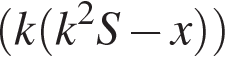 (k(k²S − x))